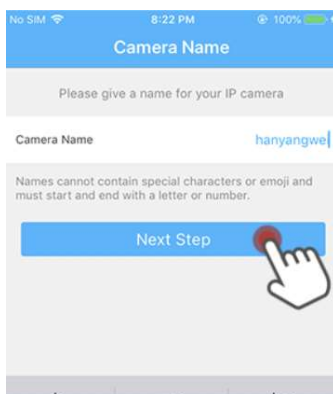 No SIM 8:22 PM 100%
Camera Name
Please give a name for your IP camera
Camera Name hanyangwe
Names cannot contain special characters or emoji and
must start and end with a letter or number.
Next Step